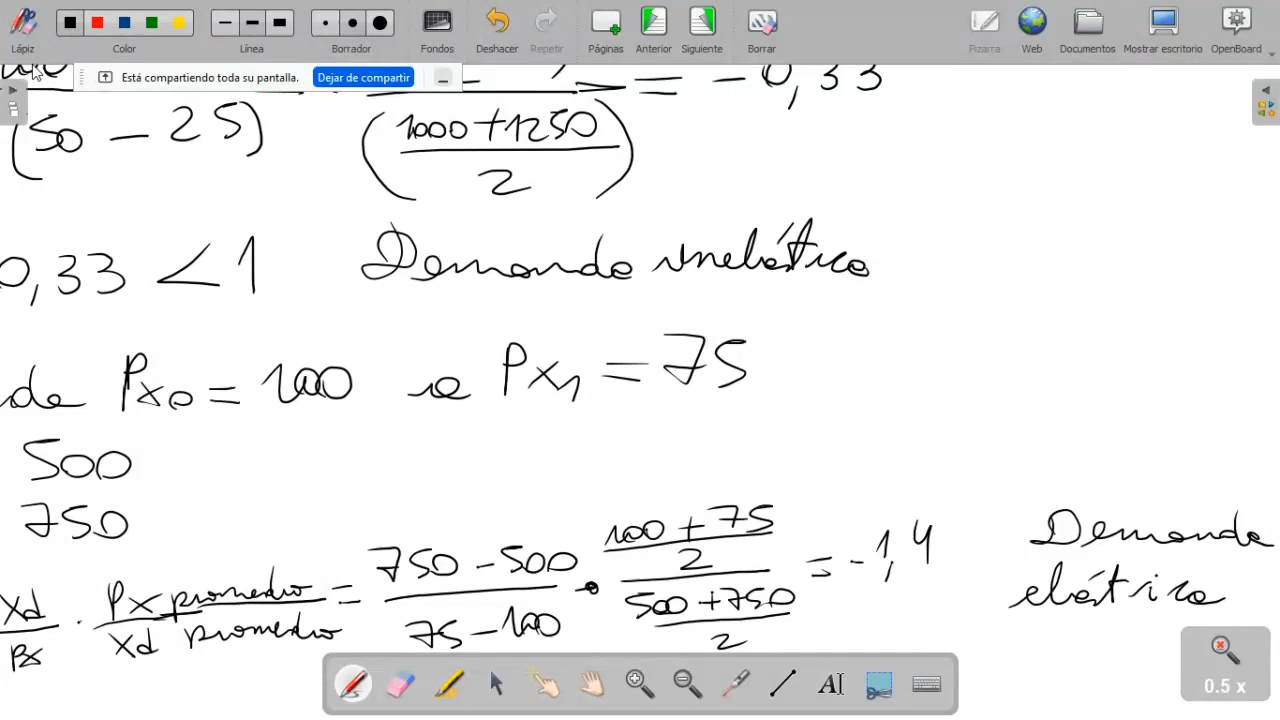 Lápiz Color Línea Borrador Fondos Deshacer Repetir Páginas Anterior Siguiente Borrar Pizarra Web Documentos Mostrar escritorio OpenBoard
Está compartiendo toda su pantalla. Dejar de compartir
= -0,33
(50 - 25) (1000 + 1250
2)
0,33 < 1 Demanda inelástica
de Px0 = 100 a Px1 = 75
500
750
Xd/Px · Px promedio/Xd promedio = 750 - 500/75 - 100 · 100 + 75/2/500 + 750/2 = -1,4 Demanda
elástica
0.5 x